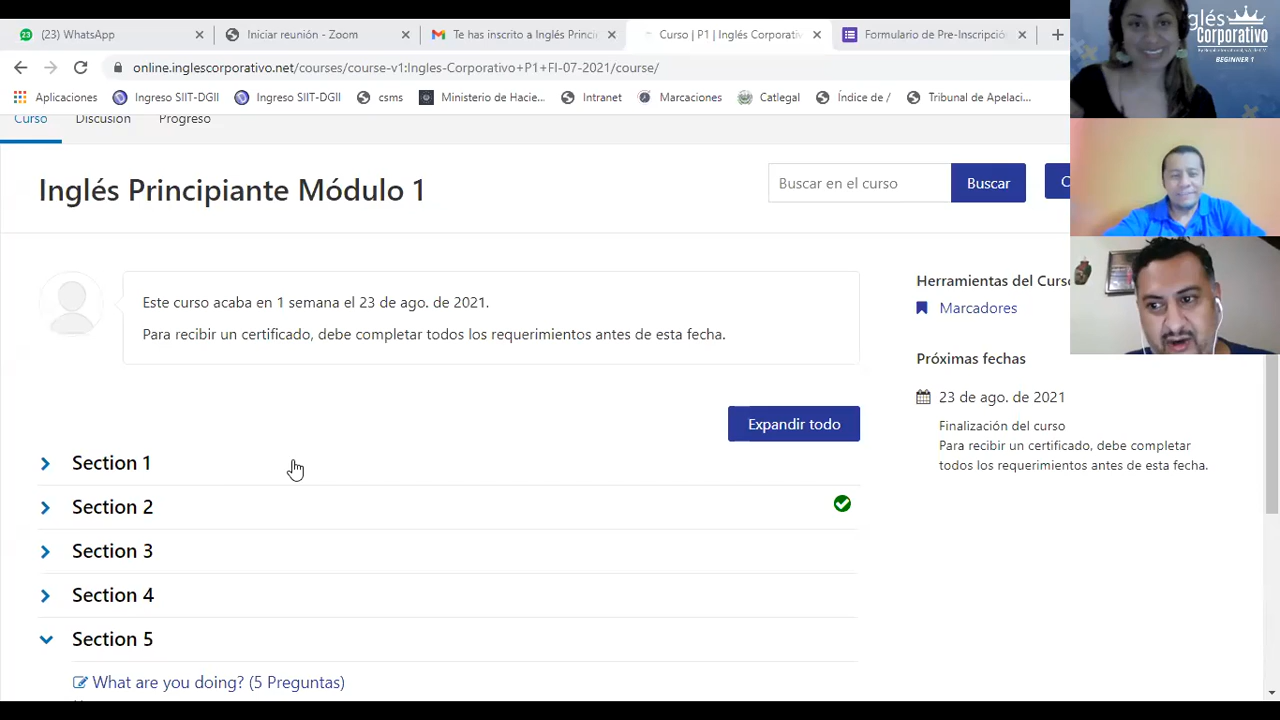 (23) WhatsApp
Iniciar reunión - Zoom
Te has inscrito a Inglés Princi
Curso | P1 | Inglés Corporati
Formulario de Pre-Inscripció
online.inglescorporativo.net/courses/course-v1:Ingles-Corporativo+P1+FI-07-2021/course/
Aplicaciones
Ingreso SIIT-DGII
Ingreso SIIT-DGII
csms
Ministerio de Hacie...
Intranet
Marcaciones
Catlegal
Índice de /
Tribunal de Apelaci...
glés
Corporativo
BEGINNER 1
Curso
Discusión
Progreso
Inglés Principiante Módulo 1
Buscar en el curso
Buscar
Este curso acaba en 1 semana el 23 de ago. de 2021.
Para recibir un certificado, debe completar todos los requerimientos antes de esta fecha.
Herramientas del Curso
Marcadores
Próximas fechas
23 de ago. de 2021
Finalización del curso
Para recibir un certificado, debe completar
todos los requerimientos antes de esta fecha.
Expandir todo
Section 1
Section 2
Section 3
Section 4
Section 5
What are you doing? (5 Preguntas)